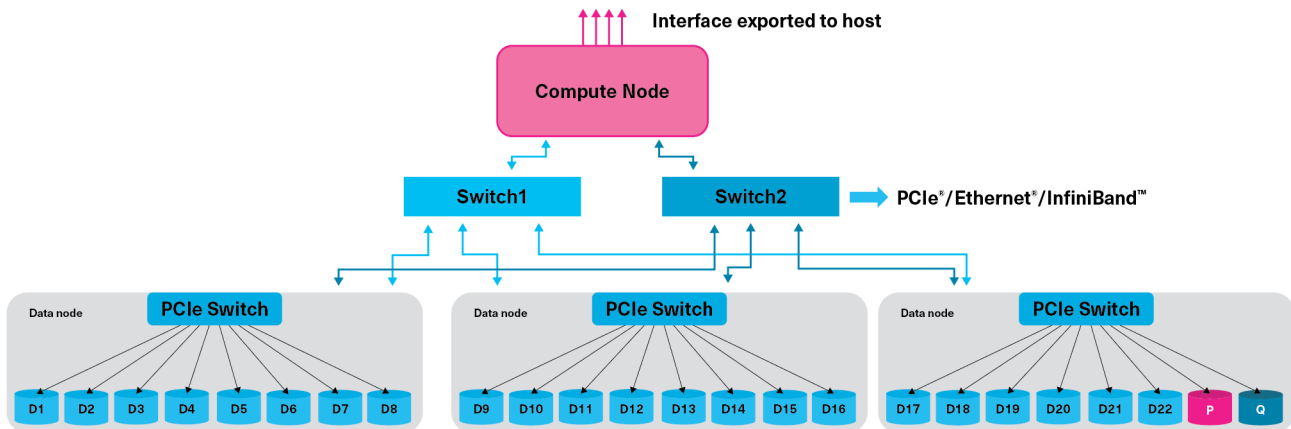 Interface exported to host
Compute Node
Switch1
Switch2
PCIe®/Ethernet®/InfiniBand™
Data node
PCIe Switch
D1 D2 D3 D4 D5 D6 D7 D8
Data node
PCIe Switch
D9 D10 D11 D12 D13 D14 D15 D16
Data node
PCIe Switch
D17 D18 D19 D20 D21 D22 P Q